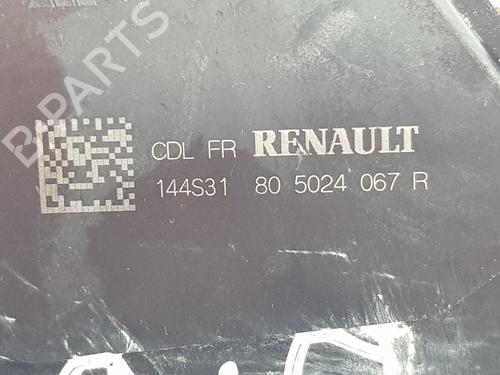 B-PARTS
CDL FR RENAULT
144S31 80 5024 067 R